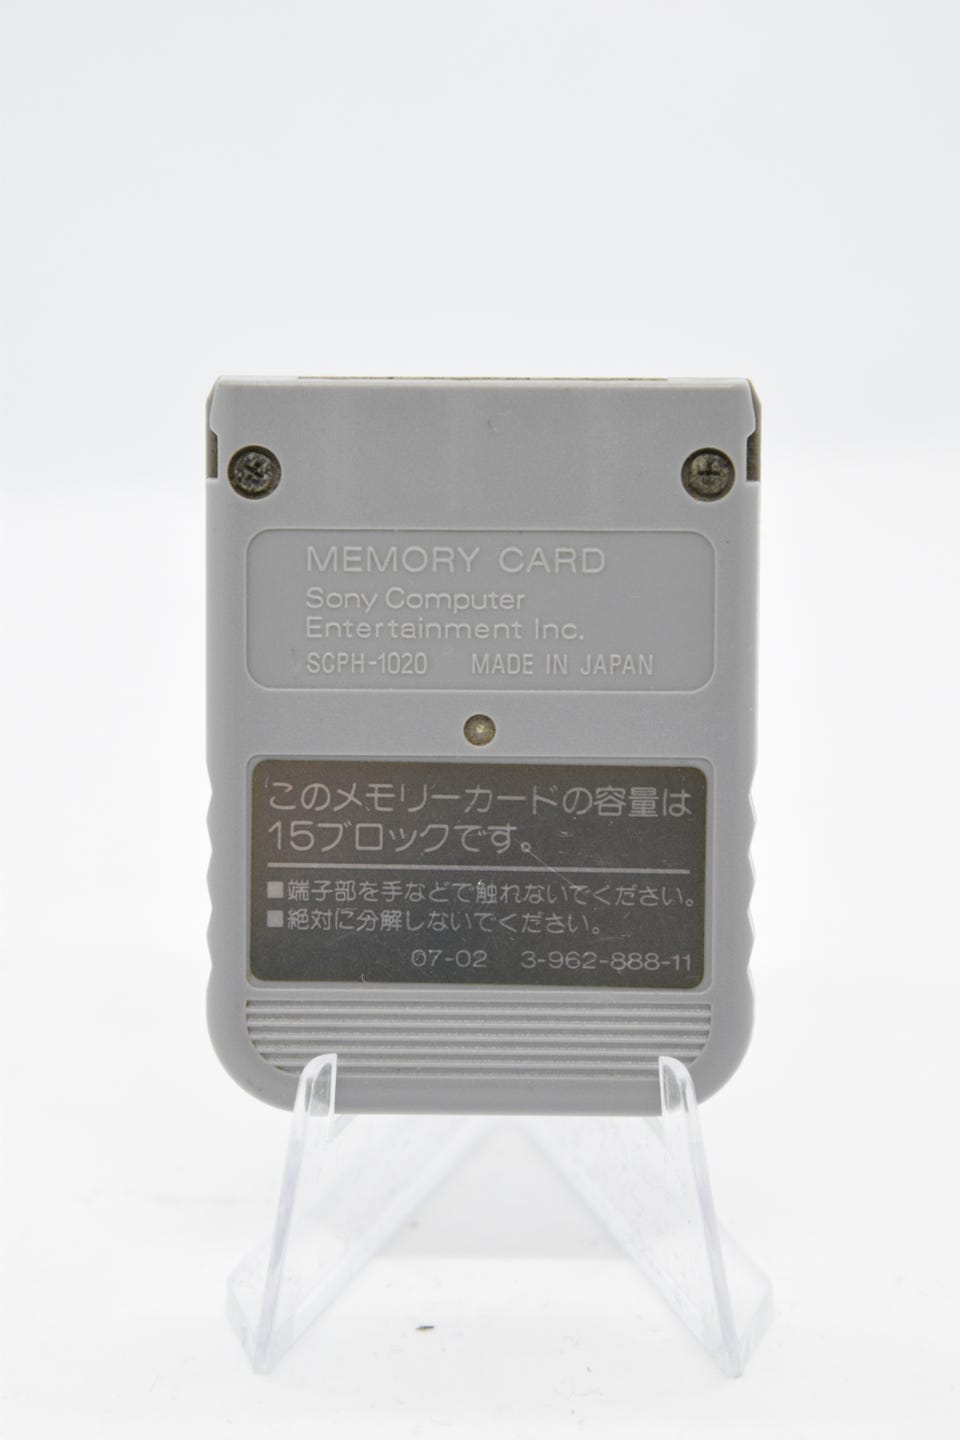 MEMORY CARD
Sony Computer
Entertainment Inc.
SCPH-1020 MADE IN JAPAN
このメモリーカードの容量は
15ブロックです。
■端子部を手などで触れないでください。
■絶対に分解しないでください。
07-02 3-962-888-11